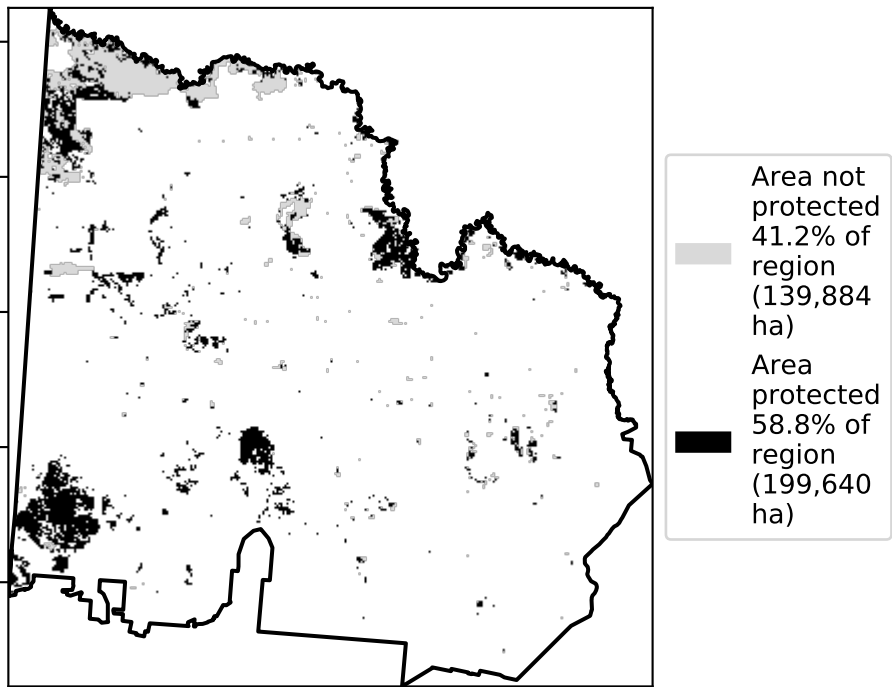 Area not
protected
41.2% of
region
(139,884
ha)
Area
protected
58.8% of
region
(199,640
ha)